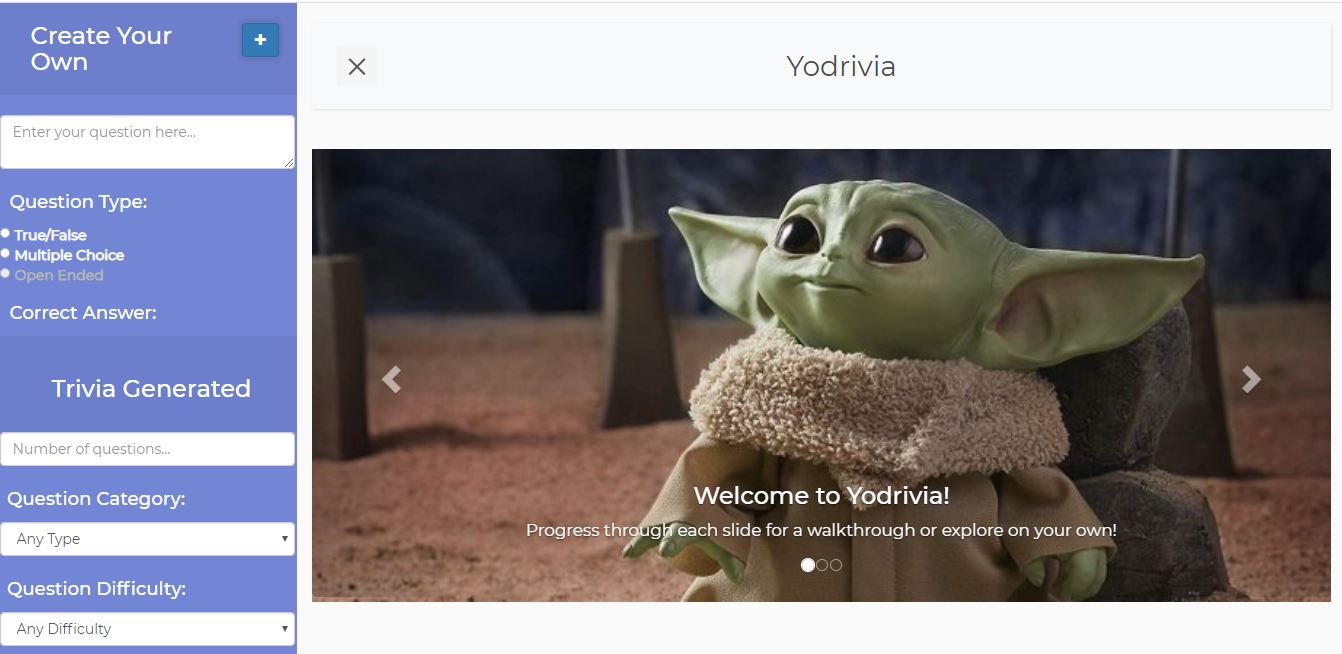 Create Your
Own
Enter your question here...
Question Type:
True/False
Multiple Choice
Open Ended
Correct Answer:
Trivia Generated
Number of questions...
Question Category:
Any Type
Question Difficulty:
Any Difficulty
Yodrivia
Welcome to Yodrivia!
Progress through each slide for a walkthrough or explore on your own!